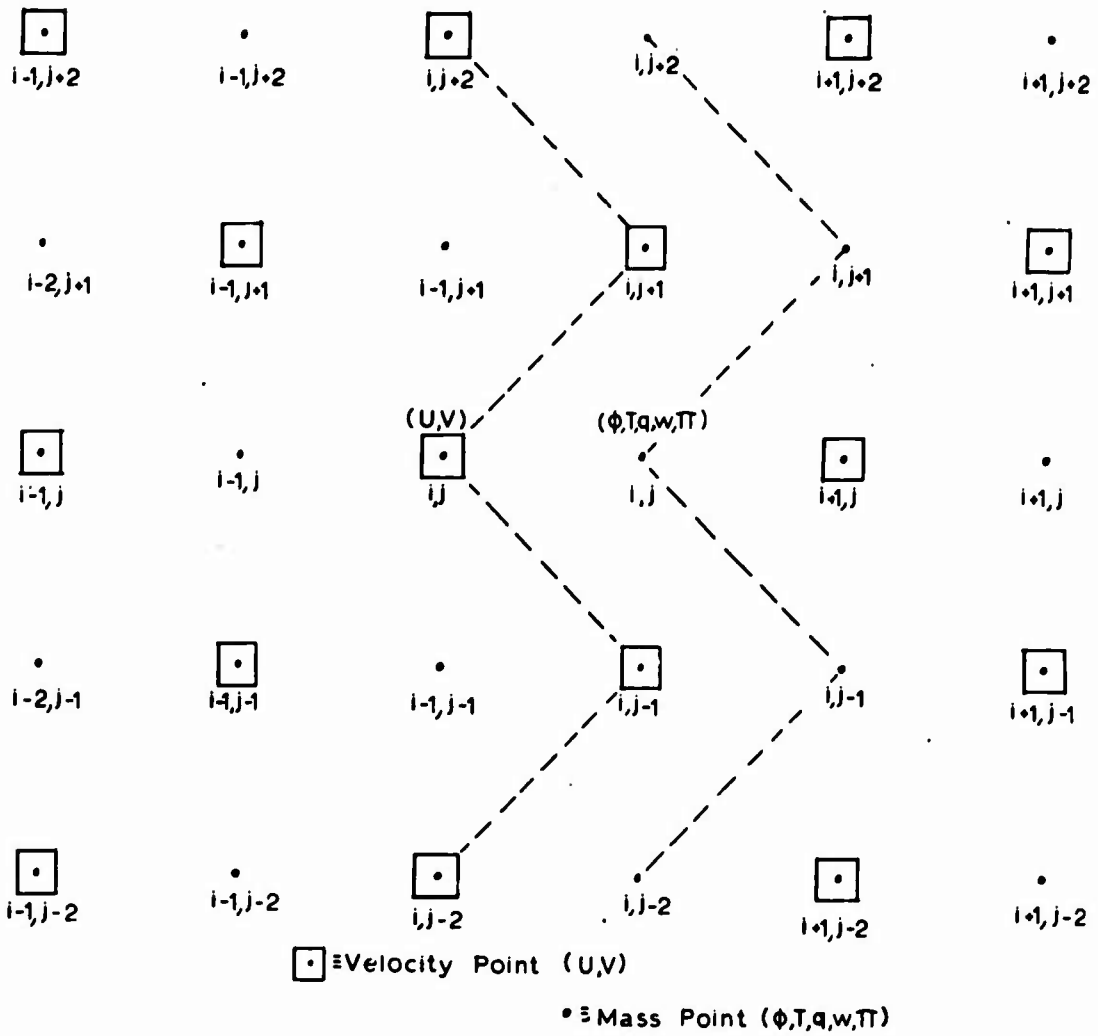 i-1,j+2 i-1,j+2 i,j+2 i,j+2 i+1,j+2 i+1,j+2
i-2,j+1 i-1,j+1 i-1,j+1 i,j+1 i,j+1 i+1,j+1
(U,V) (ϕ,T,q,w,π)
i-1,j i-1,j i,j i,j i+1,j i+1,j
i-2,j-1 i-1,j-1 i-1,j-1 i,j-1 i,j-1 i+1,j-1
i-1,j-2 i-1,j-2 i,j-2 i,j-2 i+1,j-2 i+1,j-2
≡Velocity Point (U,V)
≡Mass Point (ϕ,T,q,w,π)